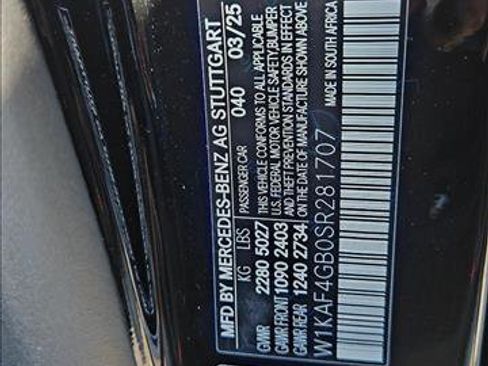 MFD BY MERCEDES-BENZ AG STUTTGART
PASSENGER CAR 040 03/25
KG LBS
GVWR 2280 5027
GAWR FRONT 1090 2403
GAWR REAR 1240 2734
THIS VEHICLE CONFORMS TO ALL APPLICABLE
U.S. FEDERAL MOTOR VEHICLE SAFETY/BUMPER
AND THEFT PREVENTION STANDARDS IN EFFECT
ON THE DATE OF MANUFACTURE SHOWN ABOVE
W1KAF4GB0SR281707
MADE IN SOUTH AFRICA